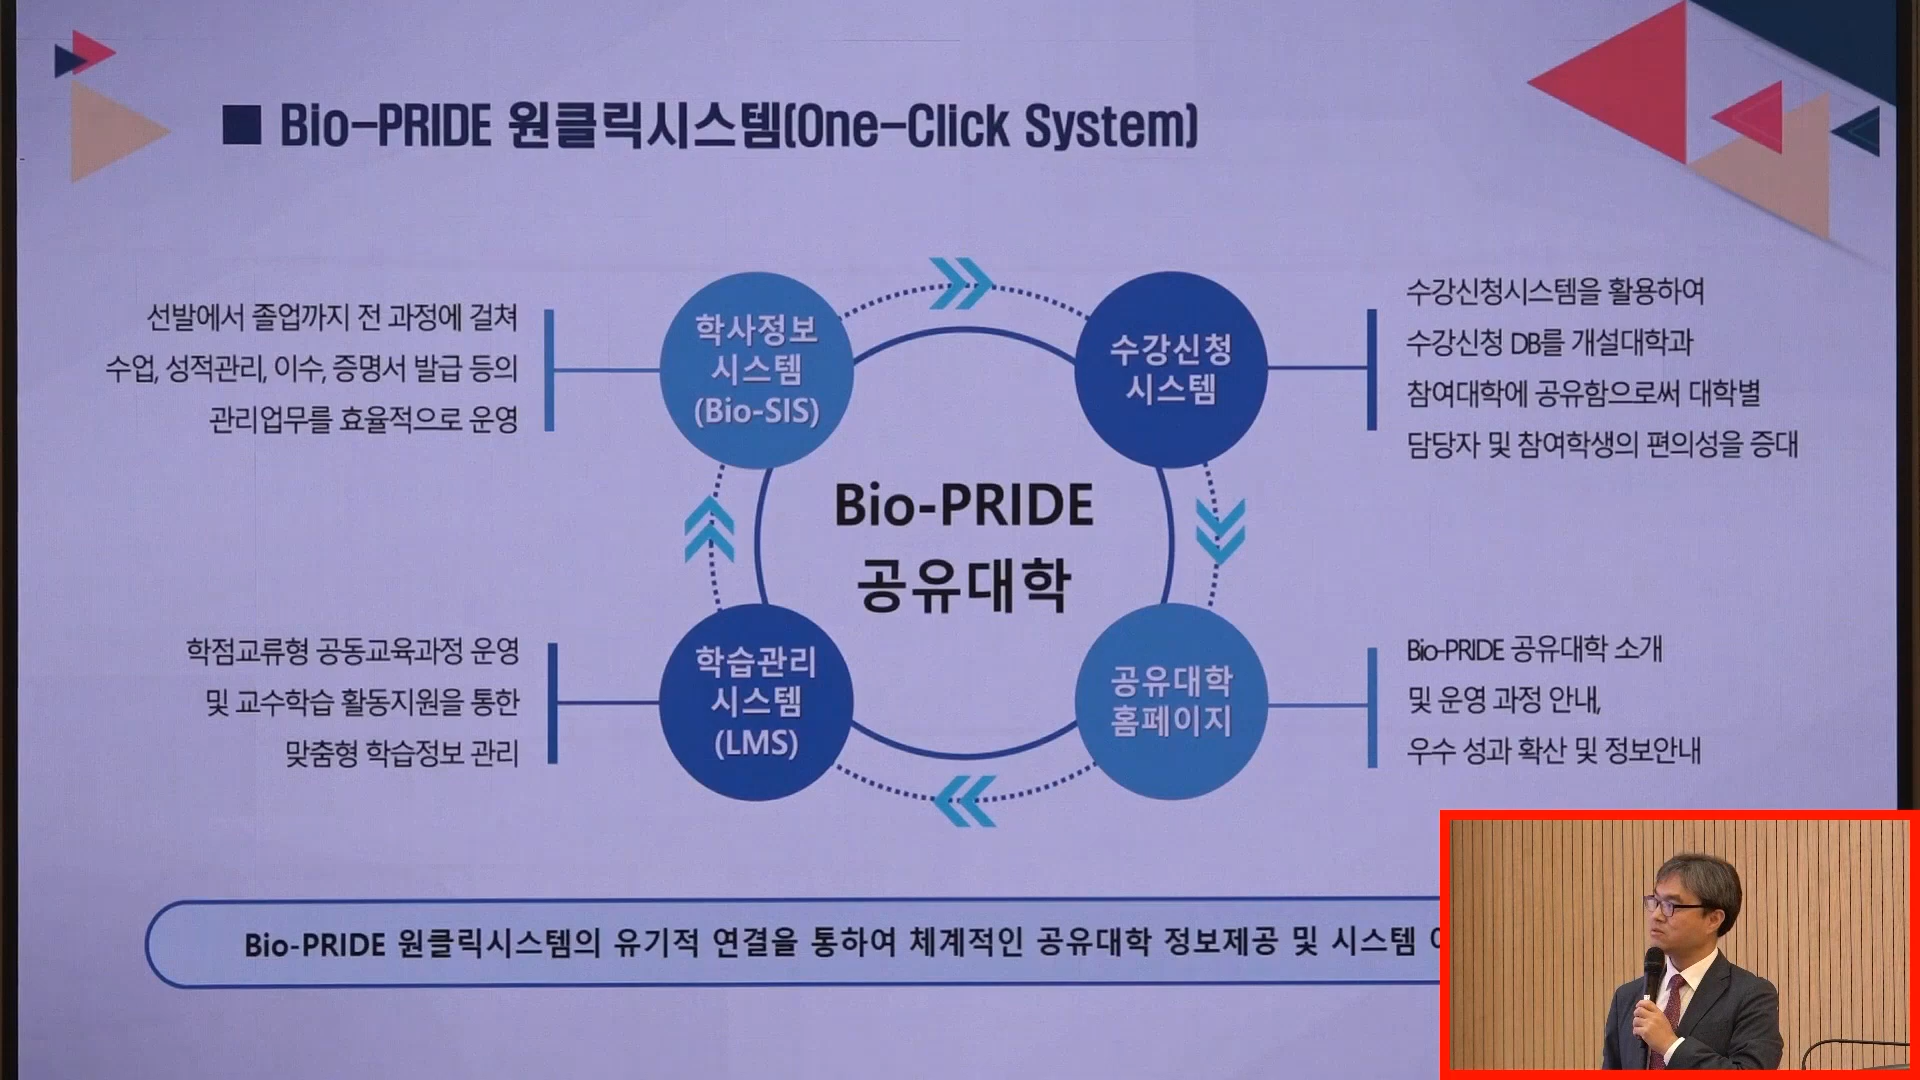 ■ Bio-PRIDE 원클릭시스템(One-Click System)
선발에서 졸업까지 전 과정에 걸쳐
수업, 성적관리, 이수, 증명서 발급 등의
관리업무를 효율적으로 운영
학사정보
시스템
(Bio-SIS)
수강신청
시스템
수강신청시스템을 활용하여
수강신청 DB를 개설대학과
참여대학에 공유함으로써 대학별
담당자 및 참여학생의 편의성을 증대
Bio-PRIDE
공유대학
학점교류형 공동교육과정 운영
및 교수학습 활동지원을 통한
맞춤형 학습정보 관리
학습관리
시스템
(LMS)
공유대학
홈페이지
Bio-PRIDE 공유대학 소개
및 운영 과정 안내,
우수 성과 확산 및 정보안내
Bio-PRIDE 원클릭시스템의 유기적 연결을 통하여 체계적인 공유대학 정보제공 및 시스템